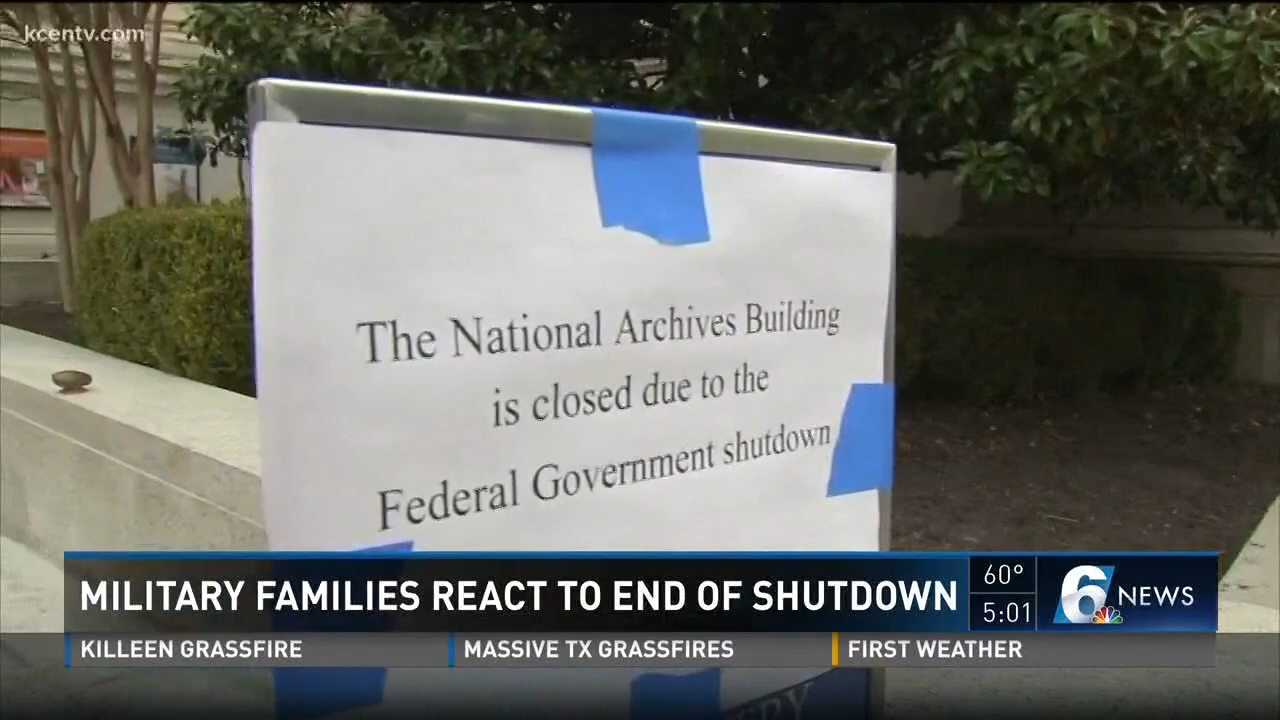 kcentv.com
The National Archives Building
is closed due to the
Federal Government shutdown
MILITARY FAMILIES REACT TO END OF SHUTDOWN
60°
5:01
6 NEWS
KILLEEN GRASSFIRE
MASSIVE TX GRASSFIRES
FIRST WEATHER